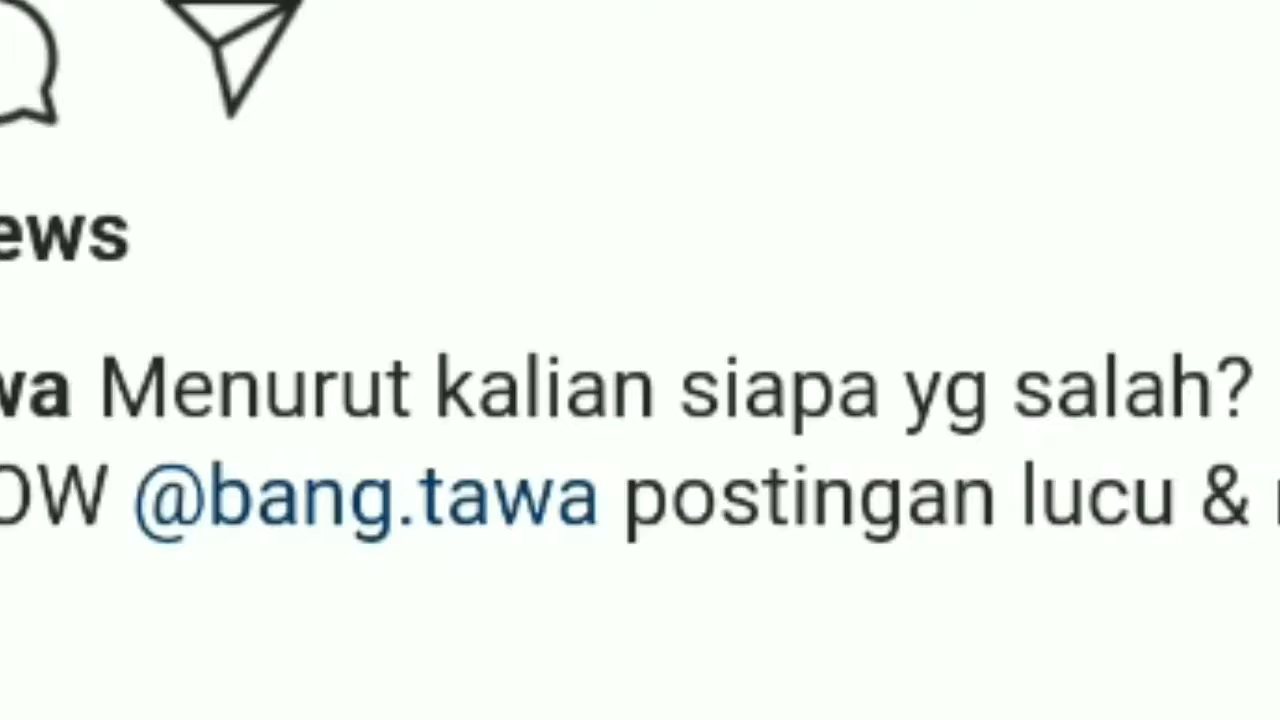 ews
wa Menurut kalian siapa yg salah?
OW @bang.tawa postingan lucu &